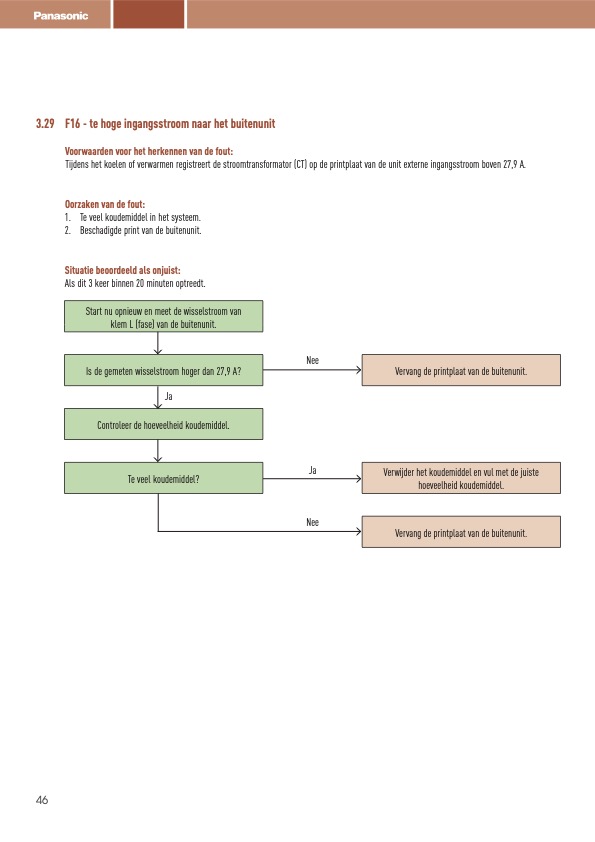 Panasonic
3.29 F16 - te hoge ingangsstroom naar het buitenunit
Voorwaarden voor het herkennen van de fout:
Tijdens het koelen of verwarmen registreert de stroomtransformator (CT) op de printplaat van de unit externe ingangsstroom boven 27,9 A.
Oorzaken van de fout:
1. Te veel koudemiddel in het systeem.
2. Beschadigde print van de buitenunit.
Situatie beoordeeld als onjuist:
Als dit 3 keer binnen 20 minuten optreedt.
Start nu opnieuw en meet de wisselstroom van
klem L (fase) van de buitenunit.
Is de gemeten wisselstroom hoger dan 27,9 A?
Nee
Vervang de printplaat van de buitenunit.
Ja
Controleer de hoeveelheid koudemiddel.
Te veel koudemiddel?
Ja
Verwijder het koudemiddel en vul met de juiste
hoeveelheid koudemiddel.
Nee
Vervang de printplaat van de buitenunit.
46